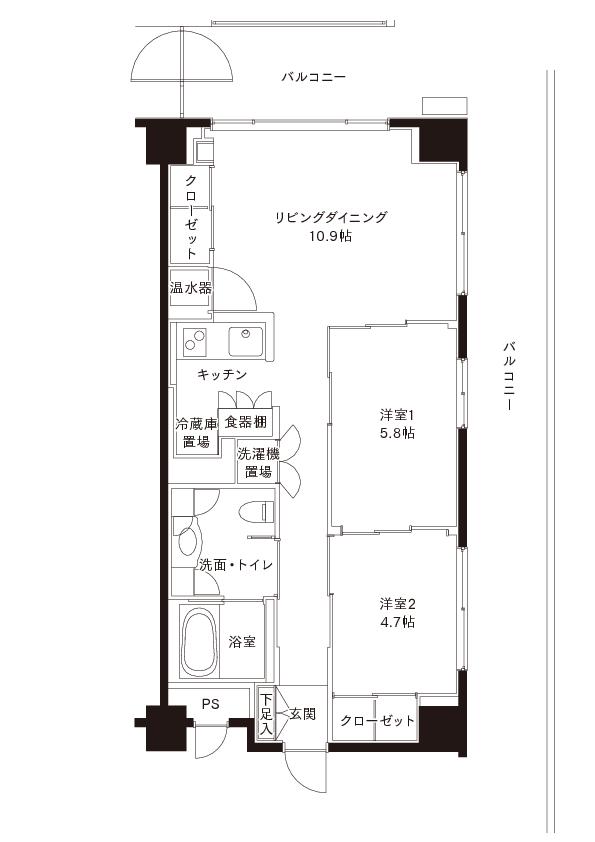 バルコニー
クローゼット
リビングダイニング
10.9帖
温水器
バルコニー
キッチン
冷蔵庫
置場
食器棚
洋室1
5.8帖
洗濯機
置場
洗面・トイレ
洋室2
4.7帖
浴室
PS
下足入
玄関
クローゼット